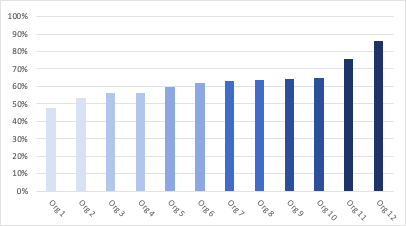 100%
90%
80%
70%
60%
50%
40%
30%
20%
10%
0%
Org 1
Org 2
Org 3
Org 4
Org 5
Org 6
Org 7
Org 8
Org 9
Org 10
Org 11
Org 12